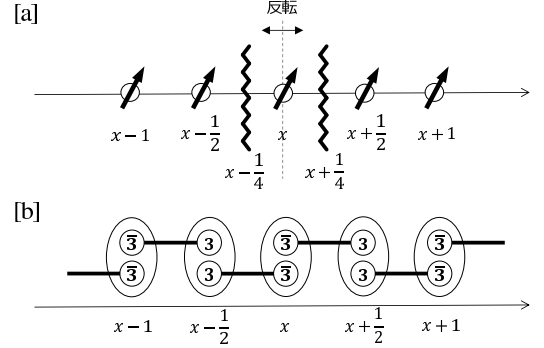 [a]
反転
x − 1
x − 1/2
x
x + 1/2
x + 1
x − 1/4
x + 1/4
[b]
3̅ 3 3̅ 3 3̅
3̅ 3 3̅ 3 3̅
x − 1
x − 1/2
x
x + 1/2
x + 1